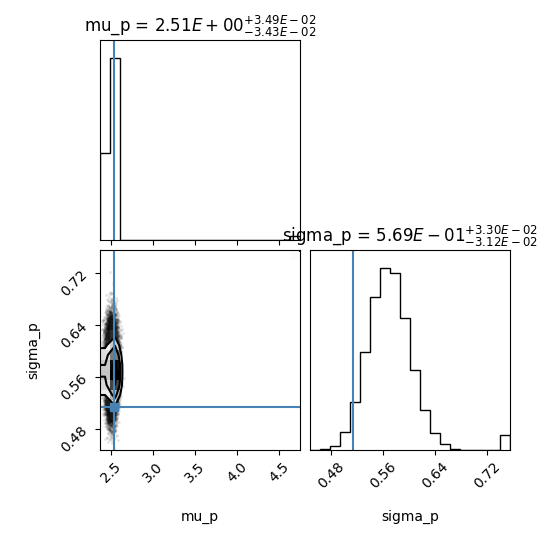 mu_p = 2.51E + 00+3.49E − 02 −3.43E − 02
sigma_p = 5.69E − 01+3.30E − 02 −3.12E − 02
sigma_p
0.72
0.64
0.56
0.48
2.5 3.0 3.5 4.0 4.5
0.48 0.56 0.64 0.72
mu_p
sigma_p